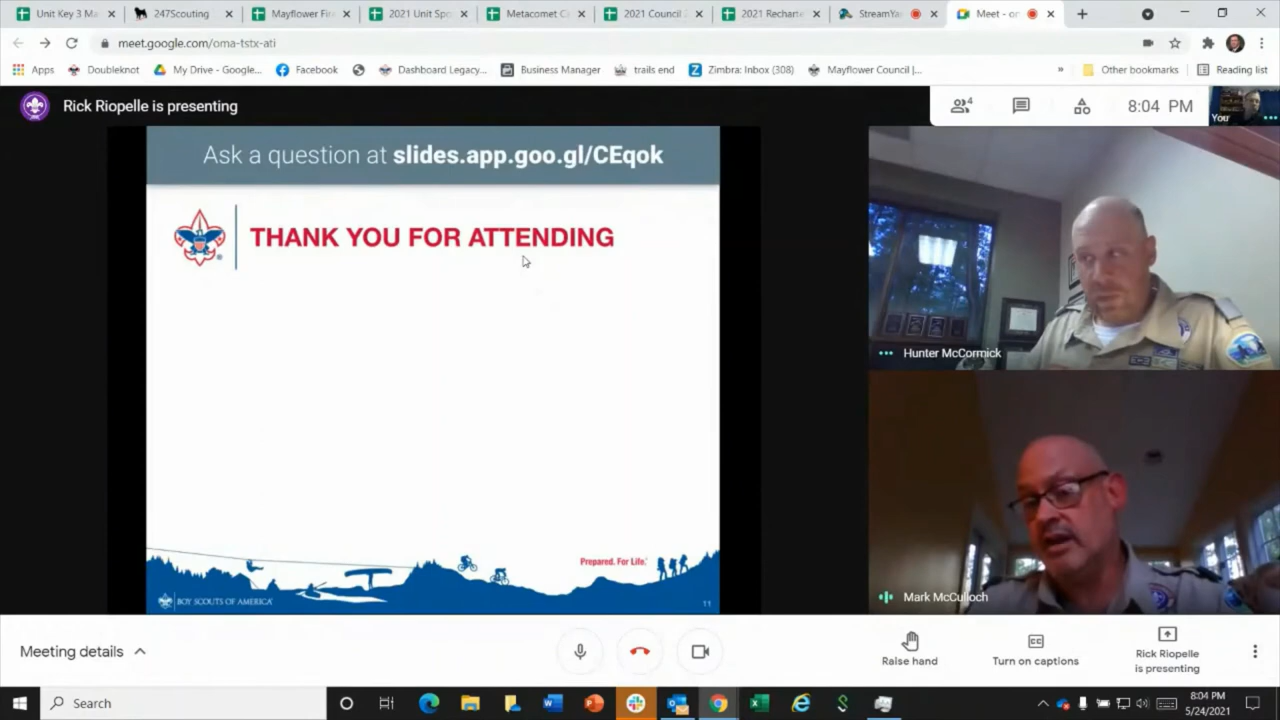 Unit Key 3 Ma
247Scouting
Mayflower Fire
2021 Unit Spo
Metacomet Ca
2021 Council
2021 Recharte
StreamYa
Meet - on
meet.google.com/oma-tstx-ati
Apps
Doubleknot
My Drive - Google...
Facebook
Dashboard Legacy...
Business Manager
trails end
Zimbra: Inbox (308)
Mayflower Council |...
»
Other bookmarks
Reading list
Rick Riopelle is presenting
4
8:04 PM
You
Ask a question at slides.app.goo.gl/CEqok
THANK YOU FOR ATTENDING
Hunter McCormick
Prepared. For Life.
BOY SCOUTS OF AMERICA
11
Mark McCulloch
Meeting details
Raise hand
Turn on captions
Rick Riopelle
is presenting
Search
8:04 PM
5/24/2021